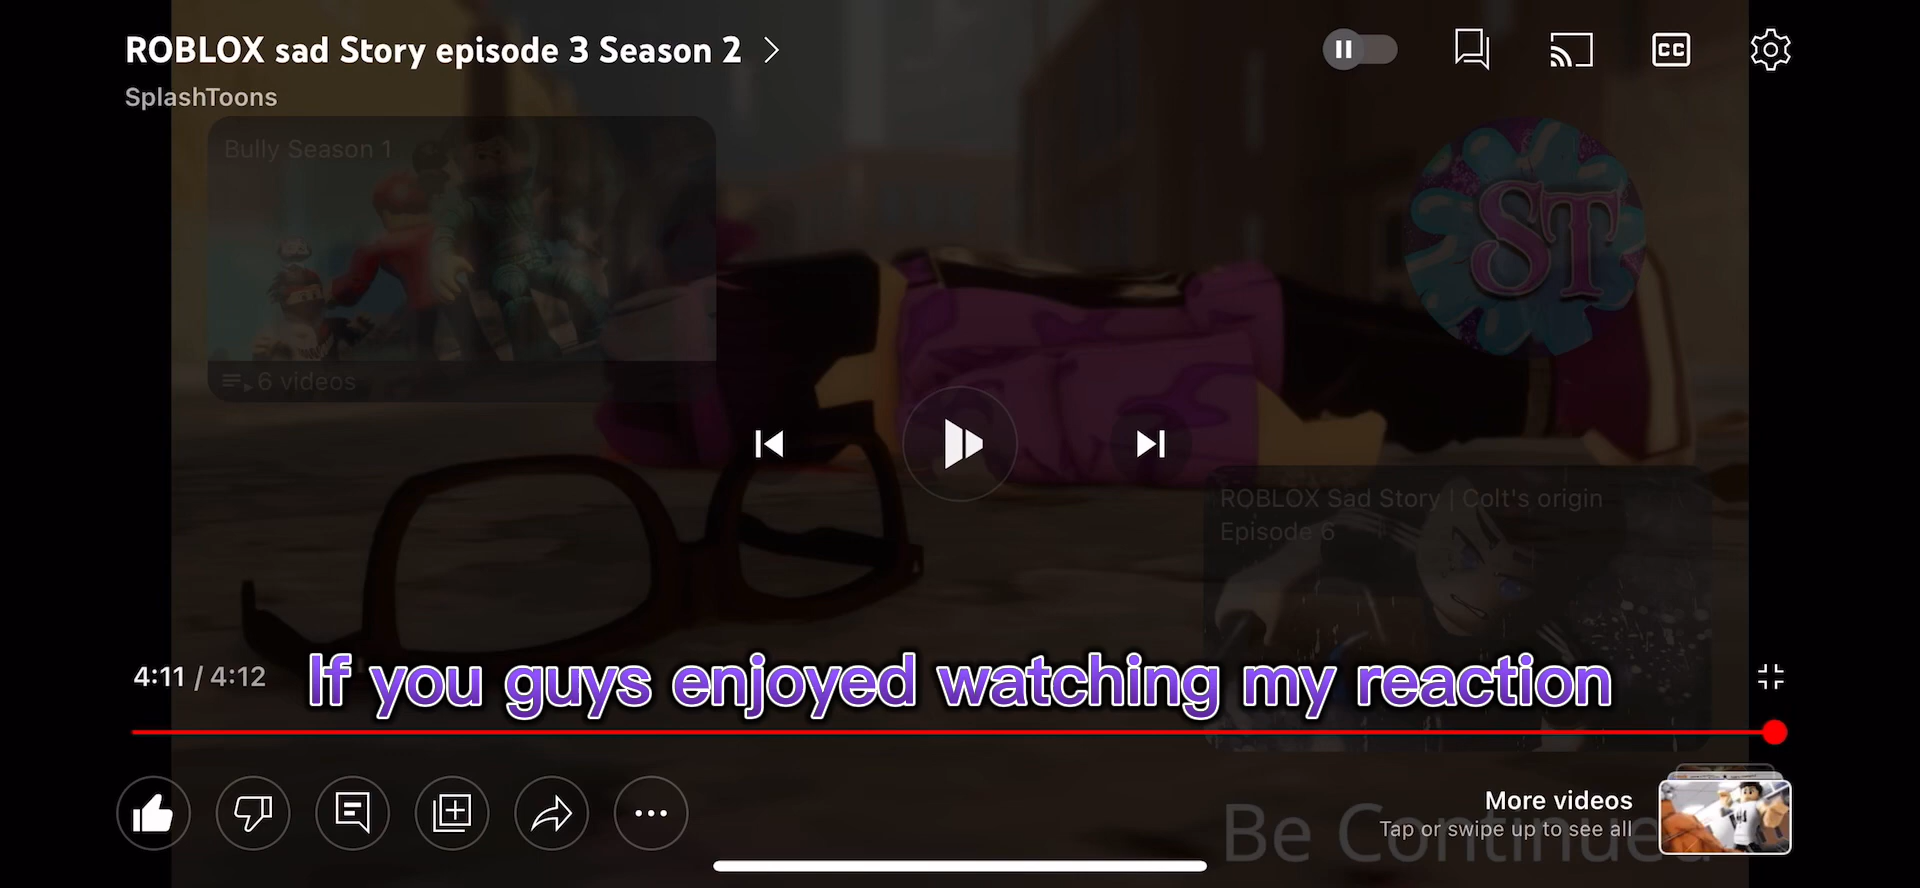 ROBLOX sad Story episode 3 Season 2
SplashToons
CC
Bully Season 1
ST
6 videos
ROBLOX Sad Story | Colt's origin
Episode 6
4:11 / 4:12
If you guys enjoyed watching my reaction
More videos
Tap or swipe up to see all
Be Continued